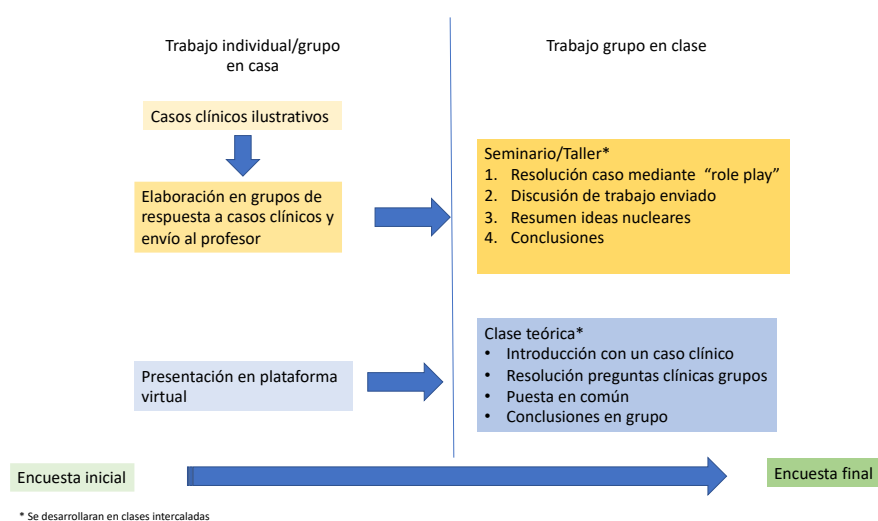 Trabajo individual/grupo
en casa
Trabajo grupo en clase
Casos clínicos ilustrativos
Elaboración en grupos de
respuesta a casos clínicos y
envío al profesor
Seminario/Taller*
1. Resolución caso mediante “role play”
2. Discusión de trabajo enviado
3. Resumen ideas nucleares
4. Conclusiones
Presentación en plataforma
virtual
Clase teórica*
• Introducción con un caso clínico
• Resolución preguntas clínicas grupos
• Puesta en común
• Conclusiones en grupo
Encuesta inicial
Encuesta final
* Se desarrollaran en clases intercaladas